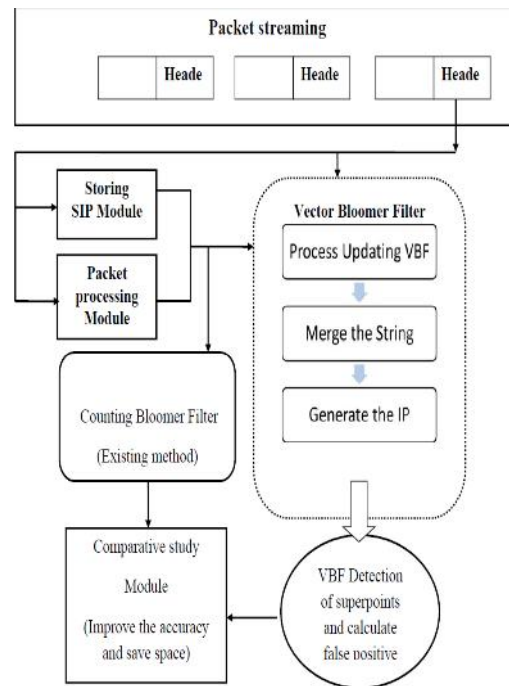 Packet streaming
Heade
Heade
Heade
Storing
SIP Module
Packet
processing
Module
Vector Bloomer Filter
Process Updating VBF
Merge the String
Generate the IP
Counting Bloomer Filter
(Existing method)
Comparative study
Module
(Improve the accuracy
and save space)
VBF Detection
of superpoints
and calculate
false positive